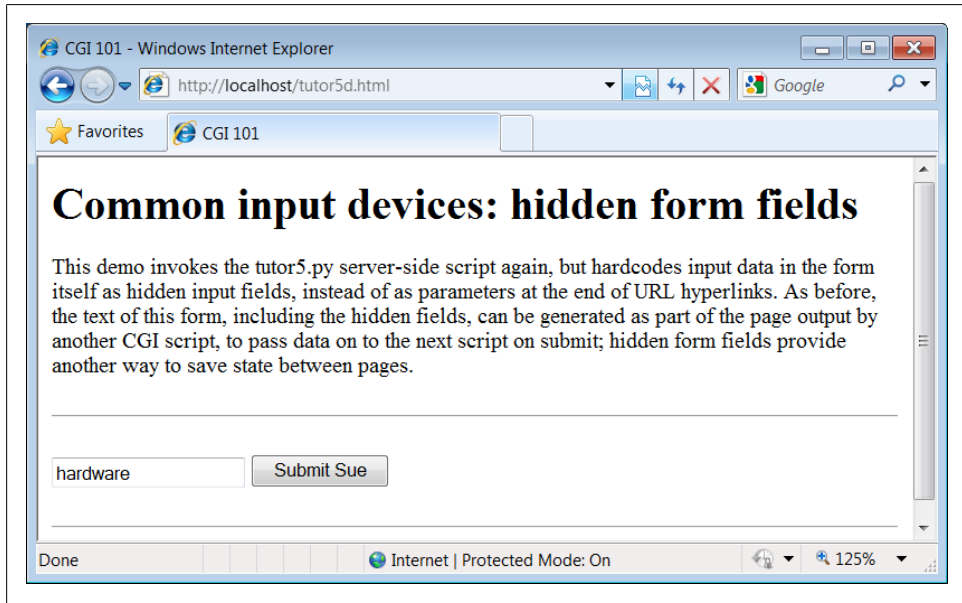 CGI 101 - Windows Internet Explorer
http://localhost/tutor5d.html
Google
Favorites
CGI 101
Common input devices: hidden form fields
This demo invokes the tutor5.py server-side script again, but hardcodes input data in the form
itself as hidden input fields, instead of as parameters at the end of URL hyperlinks. As before,
the text of this form, including the hidden fields, can be generated as part of the page output by
another CGI script, to pass data on to the next script on submit; hidden form fields provide
another way to save state between pages.
hardware
Submit Sue
Done
Internet | Protected Mode: On
125%